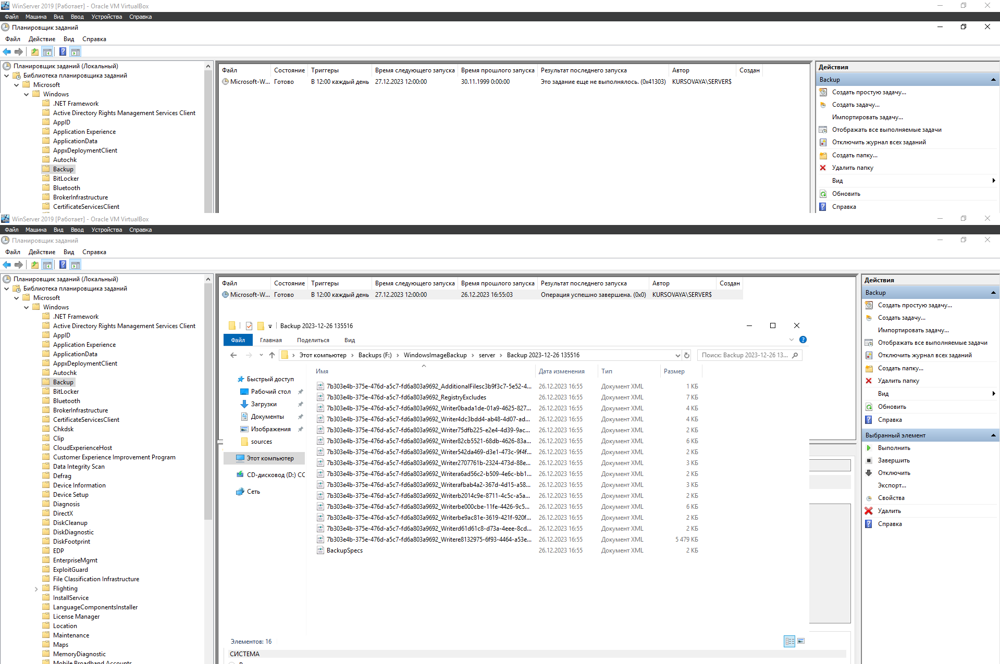 WinServer 2019 [Работает] - Oracle VM VirtualBox
Файл Машина Вид Ввод Устройства Справка
Планировщик заданий
Файл Действие Вид Справка
Планировщик заданий (Локальный)
Библиотека планировщика заданий
Microsoft
Windows
.NET Framework
Active Directory Rights Management Services Client
AppID
Application Experience
ApplicationData
AppxDeploymentClient
Autochk
Backup
BitLocker
Bluetooth
BrokerInfrastructure
CertificateServicesClient
Файл Состояние Триггеры Время следующего запуска Время прошлого запуска Результат последнего запуска Автор Создан
Microsoft-W... Готово В 12:00 каждый день 27.12.2023 12:00:00 30.11.1999 0:00:00 Это задание еще не выполнялось. (0x41303) KURSOVAYA\SERVER$
Действия
Backup
Создать простую задачу...
Создать задачу...
Импортировать задачу...
Отображать все выполняемые задачи
Отключить журнал всех заданий
Создать папку...
Удалить папку
Вид
Обновить
Справка
WinServer 2019 [Работает] - Oracle VM VirtualBox
Файл Машина Вид Ввод Устройства Справка
Планировщик заданий
Файл Действие Вид Справка
Планировщик заданий (Локальный)
Библиотека планировщика заданий
Microsoft
Windows
.NET Framework
Active Directory Rights Management Services Client
AppID
Application Experience
ApplicationData
AppxDeploymentClient
Autochk
Backup
BitLocker
Bluetooth
BrokerInfrastructure
CertificateServicesClient
Chkdsk
Clip
CloudExperienceHost
Customer Experience Improvement Program
Data Integrity Scan
Defrag
Device Information
Device Setup
Diagnosis
DirectX
DiskCleanup
DiskDiagnostic
DiskFootprint
EDP
EnterpriseMgmt
ExploitGuard
File Classification Infrastructure
Flighting
InstallService
LanguageComponentsInstaller
License Manager
Location
Maintenance
Maps
MemoryDiagnostic
Mobile Broadband Accounts
Файл Состояние Триггеры Время следующего запуска Время прошлого запуска Результат последнего запуска Автор Создан
Microsoft-W... Готово В 12:00 каждый день 27.12.2023 12:00:00 26.12.2023 16:55:03 Операция успешно завершена. (0x0) KURSOVAYA\SERVER$
Backup 2023-12-26 135516
Файл Главная Поделиться Вид
Этот компьютер Backups (F:) WindowsImageBackup server Backup 2023-12-26 135516
Поиск: Backup 2023-12-26 13...
Быстрый доступ
Рабочий стол
Загрузки
Документы
Изображения
sources
Этот компьютер
CD-дисковод (D:) CC
Сеть
Имя Дата изменения Тип Размер
7b303e4b-375e-476d-a5c7-fd6a803a9692_AdditionalFilesc3b9f3c7-5e52-4... 26.12.2023 16:55 Документ XML 1 КБ
7b303e4b-375e-476d-a5c7-fd6a803a9692_RegistryExcludes 26.12.2023 16:55 Документ XML 7 КБ
7b303e4b-375e-476d-a5c7-fd6a803a9692_Writer0bada1de-01a9-4625-827... 26.12.2023 16:55 Документ XML 4 КБ
7b303e4b-375e-476d-a5c7-fd6a803a9692_Writer4dc3bdd4-ab48-4d07-ad... 26.12.2023 16:55 Документ XML 4 КБ
7b303e4b-375e-476d-a5c7-fd6a803a9692_Writer75dfb225-e2e4-4d39-9ac... 26.12.2023 16:55 Документ XML 2 КБ
7b303e4b-375e-476d-a5c7-fd6a803a9692_Writer82cb5521-68db-4626-83a... 26.12.2023 16:55 Документ XML 6 КБ
7b303e4b-375e-476d-a5c7-fd6a803a9692_Writer542da469-d3e1-473c-9f4f... 26.12.2023 16:55 Документ XML 2 КБ
7b303e4b-375e-476d-a5c7-fd6a803a9692_Writer2707761b-2324-473d-88e... 26.12.2023 16:55 Документ XML 3 КБ
7b303e4b-375e-476d-a5c7-fd6a803a9692_Writera6ad56c2-b509-4e6c-bb1... 26.12.2023 16:55 Документ XML 2 КБ
7b303e4b-375e-476d-a5c7-fd6a803a9692_Writerafbab4a2-367d-4d15-a58... 26.12.2023 16:55 Документ XML 3 КБ
7b303e4b-375e-476d-a5c7-fd6a803a9692_Writerb2014c9e-8711-4c5c-a5a... 26.12.2023 16:55 Документ XML 2 КБ
7b303e4b-375e-476d-a5c7-fd6a803a9692_Writerbe000cbe-11fe-4426-9c5... 26.12.2023 16:55 Документ XML 6 КБ
7b303e4b-375e-476d-a5c7-fd6a803a9692_Writerbe9ac81e-3619-421f-920f... 26.12.2023 16:55 Документ XML 2 КБ
7b303e4b-375e-476d-a5c7-fd6a803a9692_Writerd61d61c8-d73a-4eee-8cd... 26.12.2023 16:55 Документ XML 2 КБ
7b303e4b-375e-476d-a5c7-fd6a803a9692_Writere8132975-6f93-4464-a53e... 26.12.2023 16:55 Документ XML 5 479 КБ
BackupSpecs 26.12.2023 16:55 Документ XML 2 КБ
Элементов: 16
СИСТЕМА
Действия
Backup
Создать простую задачу...
Создать задачу...
Импортировать задачу...
Отображать все выполняемые задачи
Отключить журнал всех заданий
Создать папку...
Удалить папку
Вид
Обновить
Справка
Выбранный элемент
Выполнить
Завершить
Отключить
Экспорт...
Свойства
Удалить
Справка